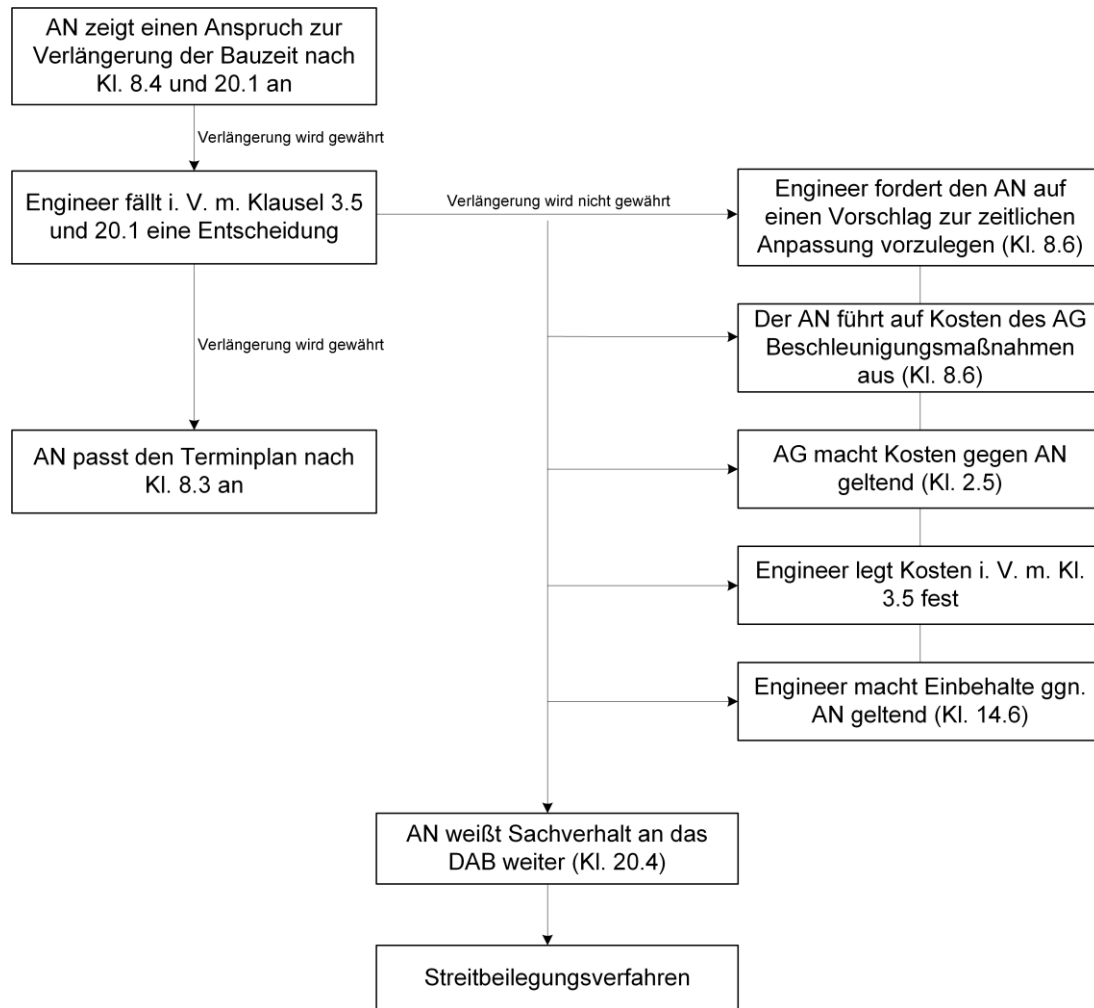 AN zeigt einen Anspruch zur
Verlängerung der Bauzeit nach
Kl. 8.4 und 20.1 an
Verlängerung wird gewährt
Engineer fällt i. V. m. Klausel 3.5
und 20.1 eine Entscheidung
Verlängerung wird nicht gewährt
Engineer fordert den AN auf
einen Vorschlag zur zeitlichen
Anpassung vorzulegen (Kl. 8.6)
Der AN führt auf Kosten des AG
Beschleunigungsmaßnahmen
aus (Kl. 8.6)
Verlängerung wird gewährt
AN passt den Terminplan nach
Kl. 8.3 an
AG macht Kosten gegen AN
geltend (Kl. 2.5)
Engineer legt Kosten i. V. m. Kl.
3.5 fest
Engineer macht Einbehalte ggn.
AN geltend (Kl. 14.6)
AN weißt Sachverhalt an das
DAB weiter (Kl. 20.4)
Streitbeilegungsverfahren